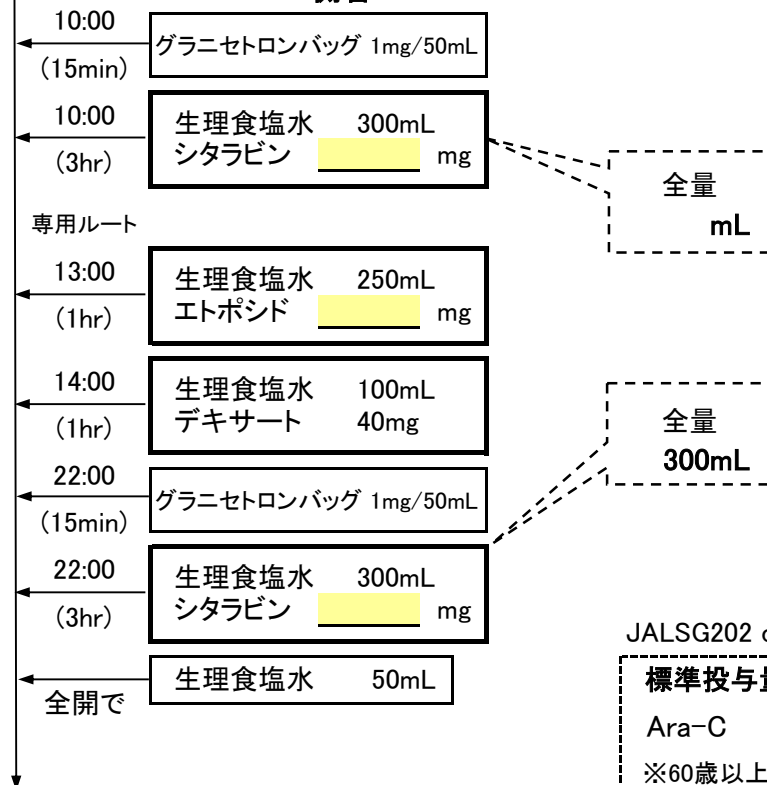 10:00
グラニセトロンバッグ 1mg/50mL
(15min)
10:00
生理食塩水 300mL
シタラビン mg
(3hr)
全量
mL
専用ルート
13:00
生理食塩水 250mL
エトポシド mg
(1hr)
14:00
生理食塩水 100mL
デキサート 40mg
(1hr)
全量
300mL
22:00
グラニセトロンバッグ 1mg/50mL
(15min)
22:00
生理食塩水 300mL
シタラビン mg
(3hr)
JALSG202
生理食塩水 50mL
全開で
標準投与量
Ara-C
※60歳以上